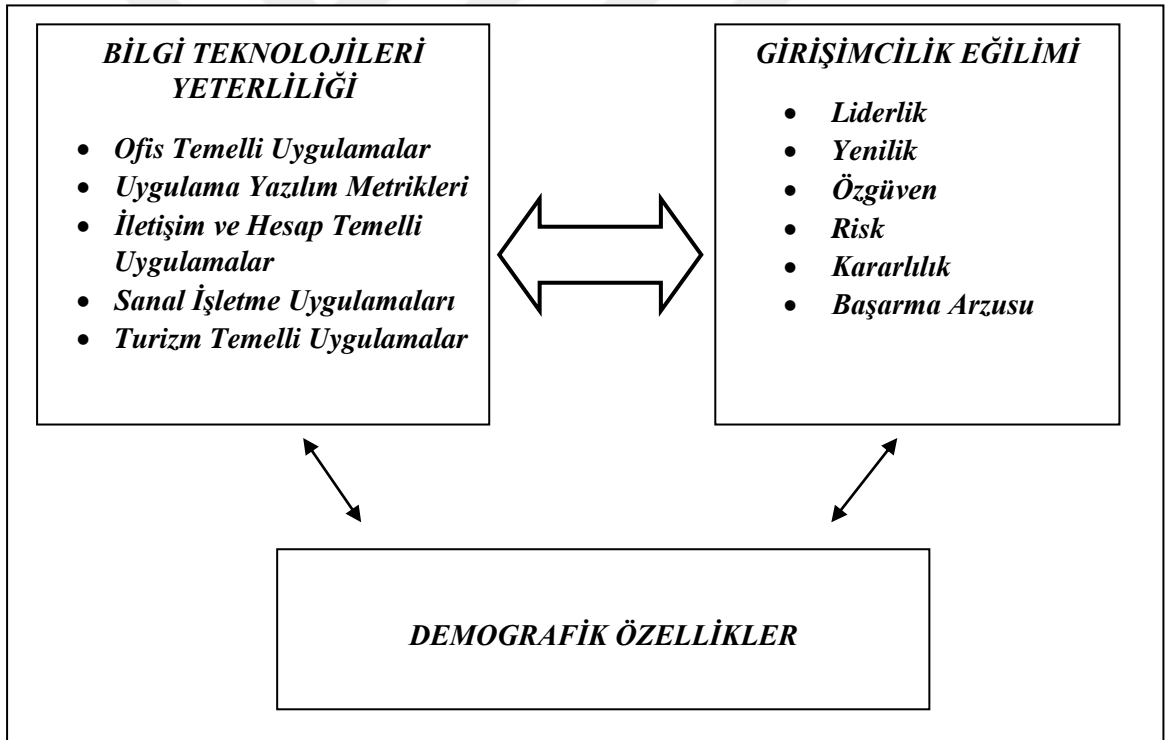 BİLGİ TEKNOLOJİLERİ
YETERLİLİĞİ
• Ofis Temelli Uygulamalar
• Uygulama Yazılım Metrikleri
• İletişim ve Hesap Temelli
Uygulamalar
• Sanal İşletme Uygulamaları
• Turizm Temelli Uygulamalar
GİRİŞİMCİLİK EĞİLİMİ
• Liderlik
• Yenilik
• Özgüven
• Risk
• Kararlılık
• Başarma Arzusu
DEMOGRAFİK ÖZELLİKLER